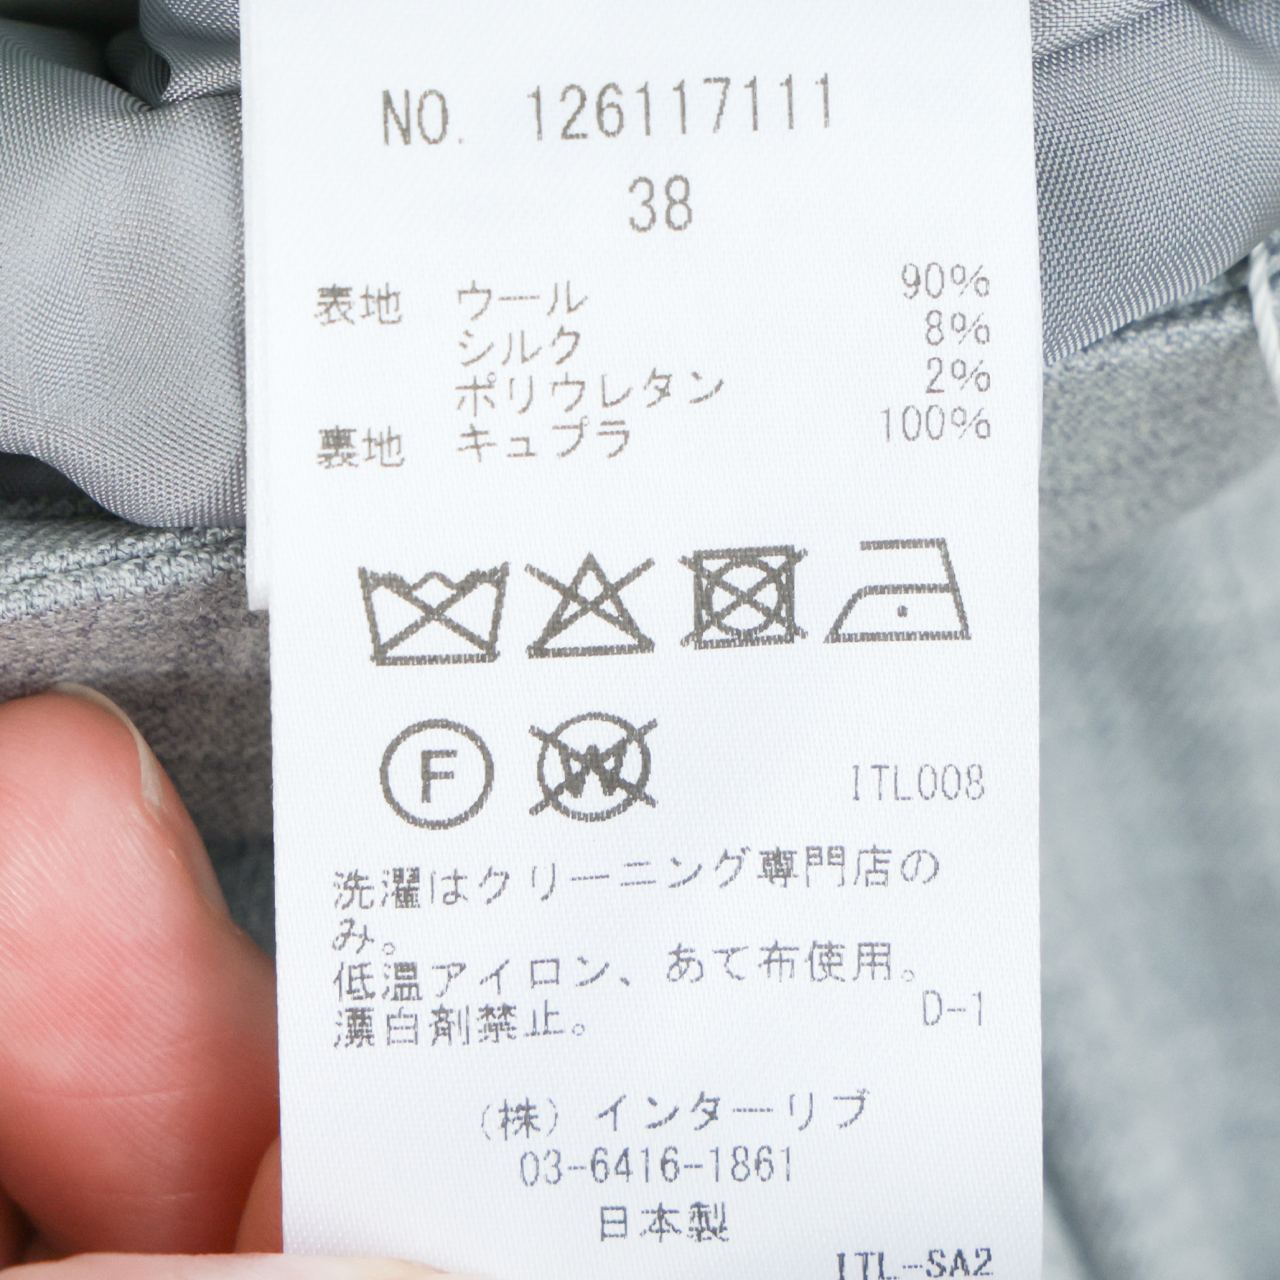 NO. 126117111
38
表地 ウール 90%
シルク 8%
ポリウレタン 2%
裏地 キュプラ 100%
F W
ITL008
洗濯はクリーニング専門店の
み。
低温アイロン、あて布使用。
漂白剤禁止。 D-1
(株) インターリブ
03-6416-1861
日本製
ITL-SA2